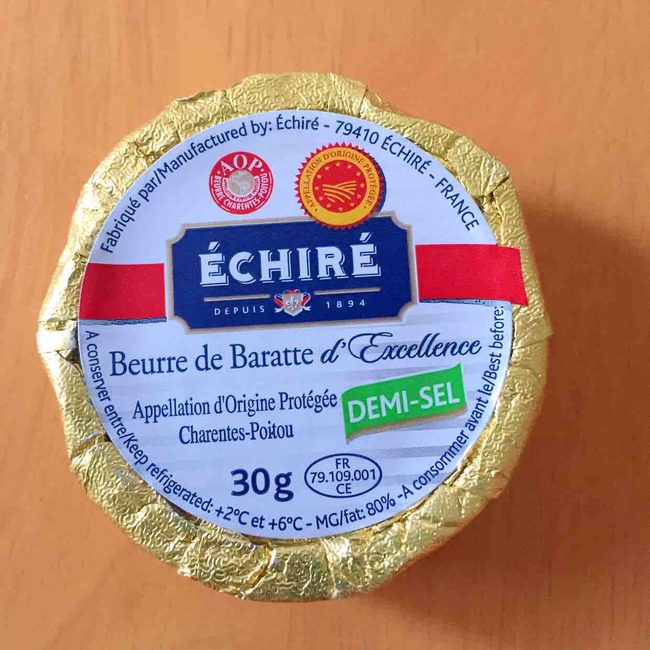 Fabriqué par/Manufactured by: Échiré - 79410 ÉCHIRÉ - FRANCE
AOP
BEURRE CHARENTES-POITOU
APPELLATION D'ORIGINE PROTÉGÉE
ÉCHIRÉ
DEPUIS 1894
Beurre de Baratte d'Excellence
Appellation d'Origine Protégée
Charentes-Poitou
DEMI-SEL
30g
FR
79.109.001
CE
A conserver entre/Keep refrigerated: +2°C et +6°C - MG/fat: 80% -A consommer avant le/Best before: